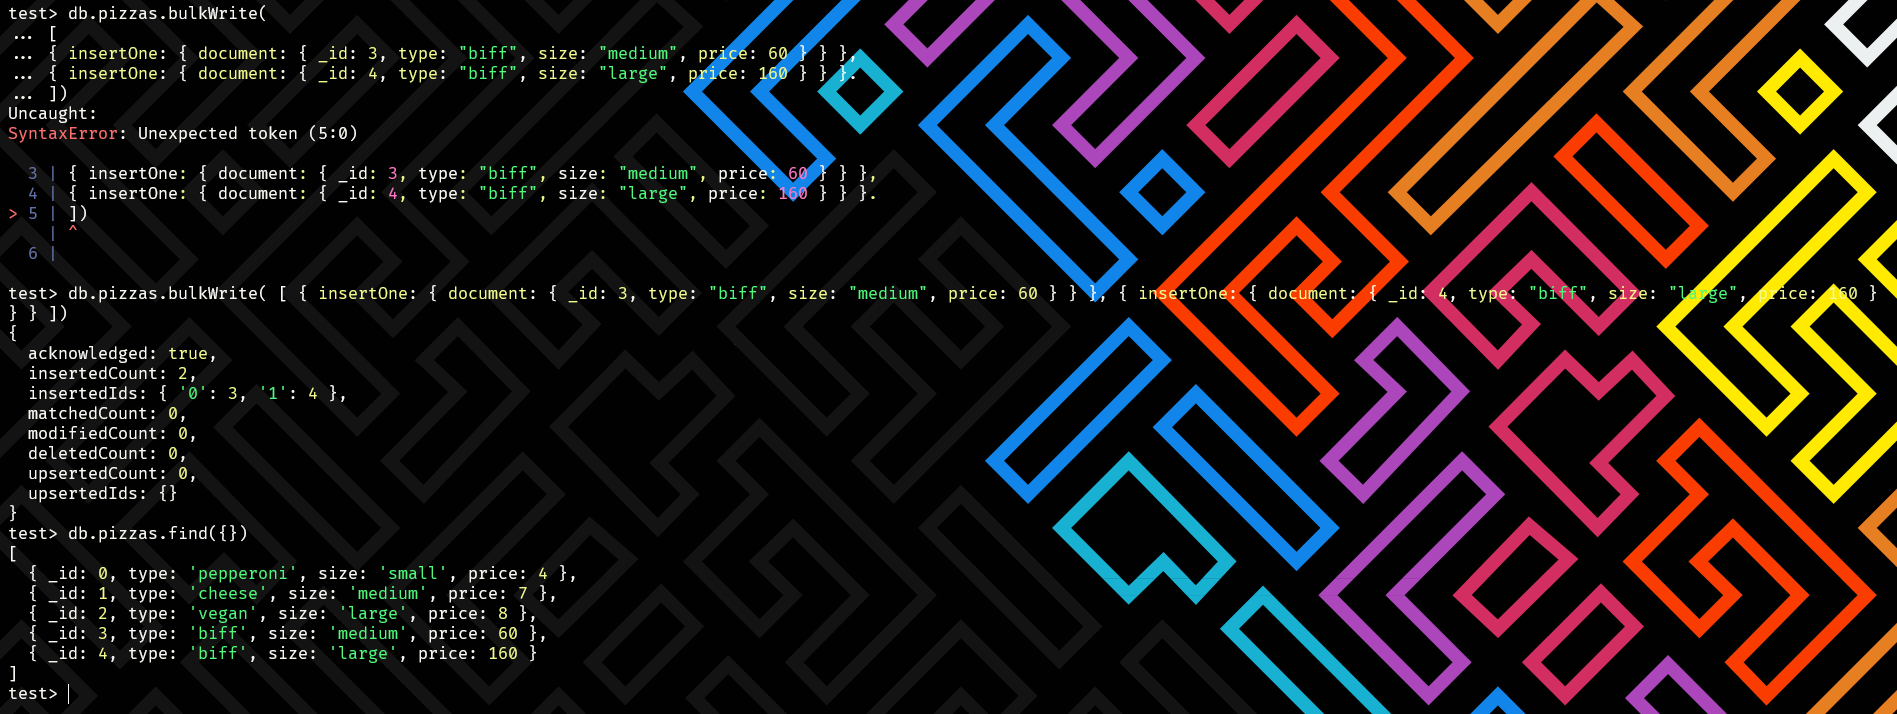 test> db.pizzas.bulkWrite(
... [
... { insertOne: { document: { _id: 3, type: "biff", size: "medium", price: 60 } } },
... { insertOne: { document: { _id: 4, type: "biff", size: "large", price: 160 } } }.
... ])
Uncaught:
SyntaxError: Unexpected token (5:0)
3 | { insertOne: { document: { _id: 3, type: "biff", size: "medium", price: 60 } } },
4 | { insertOne: { document: { _id: 4, type: "biff", size: "large", price: 160 } } }.
> 5 | ])
| ^
6 |
test> db.pizzas.bulkWrite( [ { insertOne: { document: { _id: 3, type: "biff", size: "medium", price: 60 } } }, { insertOne: { document: { _id: 4, type: "biff", size: "large", price: 160 }
} } ])
{
acknowledged: true,
insertedCount: 2,
insertedIds: { '0': 3, '1': 4 },
matchedCount: 0,
modifiedCount: 0,
deletedCount: 0,
upsertedCount: 0,
upsertedIds: {}
}
test> db.pizzas.find({})
[
{ _id: 0, type: 'pepperoni', size: 'small', price: 4 },
{ _id: 1, type: 'cheese', size: 'medium', price: 7 },
{ _id: 2, type: 'vegan', size: 'large', price: 8 },
{ _id: 3, type: 'biff', size: 'medium', price: 60 },
{ _id: 4, type: 'biff', size: 'large', price: 160 }
]
test>